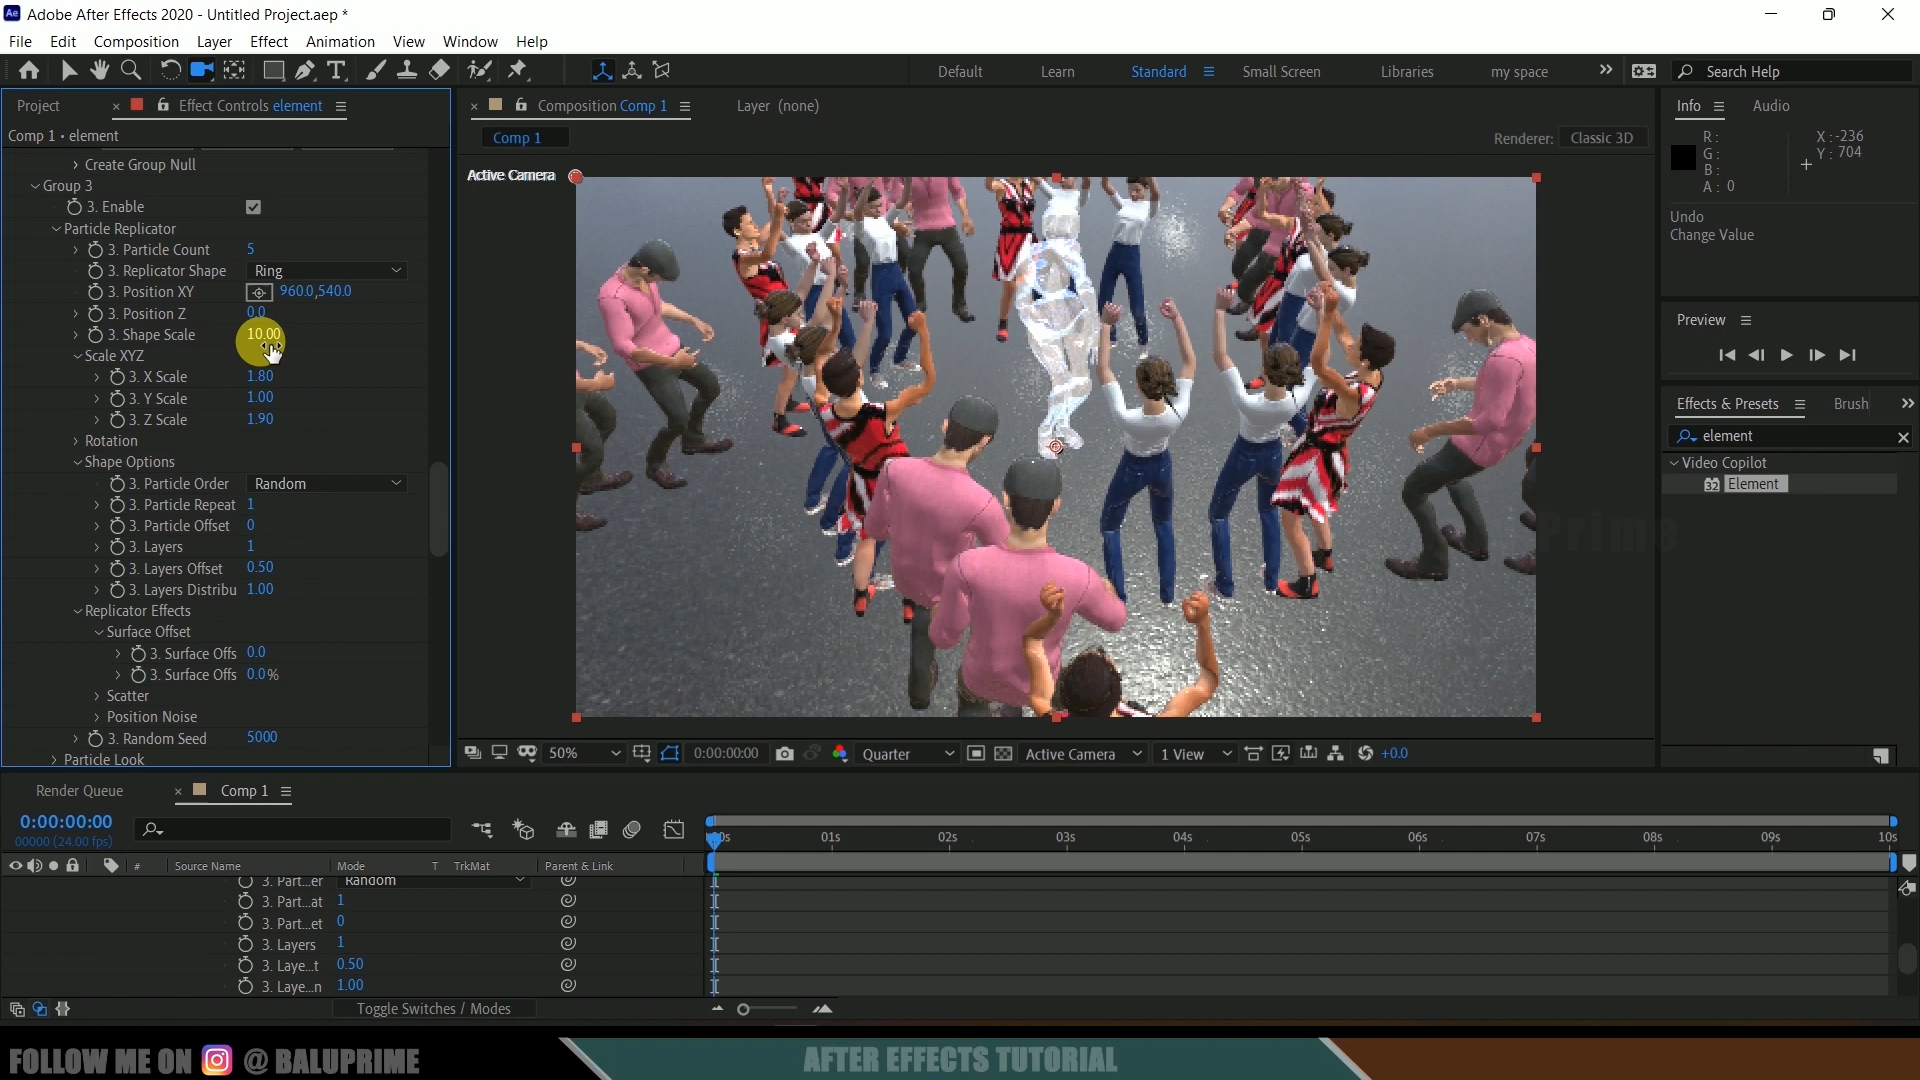 Adobe After Effects 2020 - Untitled Project.aep *
File Edit Composition Layer Effect Animation View Window Help
Default Learn Standard Small Screen Libraries my space Search Help
Project Effect Controls element
Comp 1 • element
Composition Comp 1 Layer (none)
Comp 1
Renderer: Classic 3D
Active Camera
Create Group Null
Group 3
3. Enable
Particle Replicator
3. Particle Count 5
3. Replicator Shape Ring
3. Position XY 960.0,540.0
3. Position Z 0.0
3. Shape Scale 10.00
Scale XYZ
3. X Scale 1.80
3. Y Scale 1.00
3. Z Scale 1.90
Rotation
Shape Options
3. Particle Order Random
3. Particle Repeat 1
3. Particle Offset 0
3. Layers 1
3. Layers Offset 0.50
3. Layers Distribu 1.00
Replicator Effects
Surface Offset
3. Surface Offs 0.0
3. Surface Offs 0.0%
Scatter
Position Noise
3. Random Seed 5000
Particle Look
50% 0:00:00:00 Quarter Active Camera 1 View +0.0
Info Audio
R: X:-236
G: Y: 704
B:
A: 0
Undo
Change Value
Preview
Effects & Presets Brush
element
Video Copilot
32 Element
Prime
Render Queue Comp 1
0:00:00:00
00000 (24.00 fps)
# Source Name Mode T TrkMat Parent & Link
00s 01s 02s 03s 04s 05s 06s 07s 08s 09s 10s
3. Part...er Random
3. Part...at 1
3. Part...et 0
3. Layers 1
3. Laye...t 0.50
3. Laye...n 1.00
Toggle Switches / Modes
FOLLOW ME ON @ BALUPRIME
AFTER EFFECTS TUTORIAL